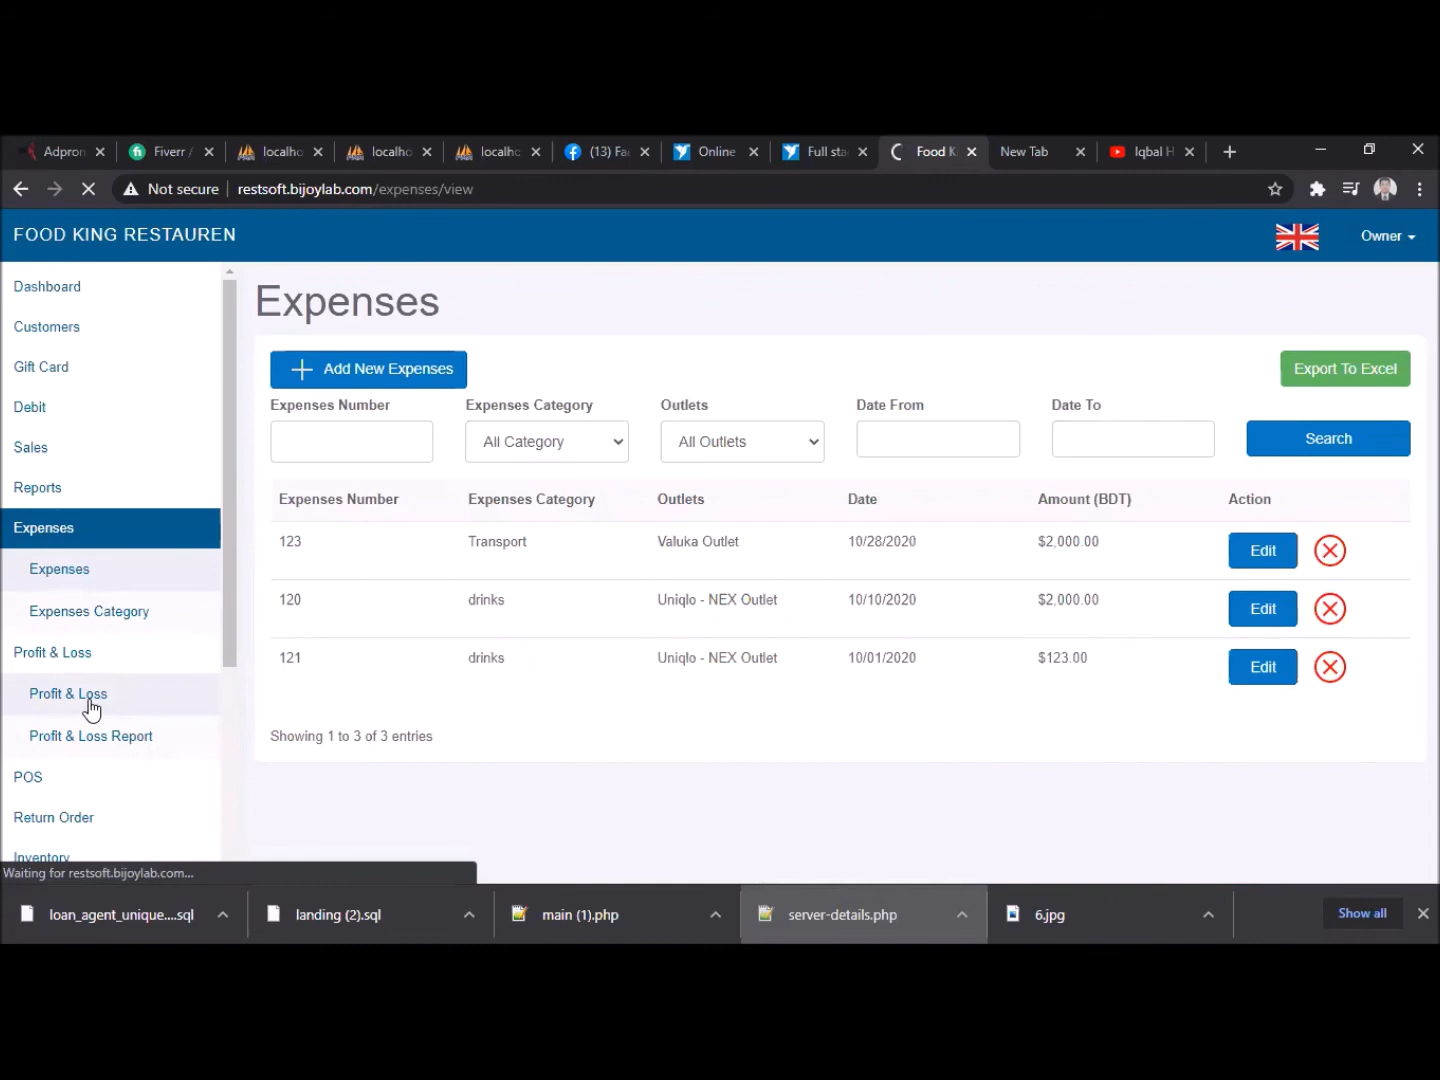 Adpron
Fiverr /
localho
localho
localho
(13) Fa
Online
Full sta
Food K
New Tab
Iqbal H
Not secure
restsoft.bijoylab.com/expenses/view
FOOD KING RESTAUREN
Owner
Dashboard
Customers
Gift Card
Debit
Sales
Reports
Expenses
Expenses
Expenses Category
Profit & Loss
Profit & Loss
Profit & Loss Report
POS
Return Order
Inventory
Expenses
Add New Expenses
Export To Excel
Expenses Number Expenses Category Outlets Date From Date To
All Category All Outlets Search
Expenses Number Expenses Category Outlets Date Amount (BDT) Action
123 Transport Valuka Outlet 10/28/2020 $2,000.00 Edit
120 drinks Uniqlo - NEX Outlet 10/10/2020 $2,000.00 Edit
121 drinks Uniqlo - NEX Outlet 10/01/2020 $123.00 Edit
Showing 1 to 3 of 3 entries
Waiting for restsoft.bijoylab.com...
loan_agent_unique....sql
landing (2).sql
main (1).php
server-details.php
6.jpg
Show all